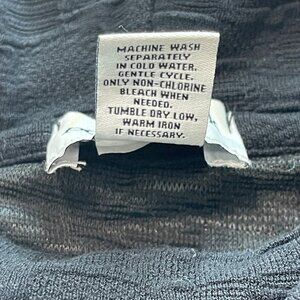 MACHINE WASH
SEPARATELY
IN COLD WATER.
GENTLE CYCLE.
ONLY NON-CHLORINE
BLEACH WHEN
NEEDED.
TUMBLE DRY LOW,
WARM IRON
IF NECESSARY.